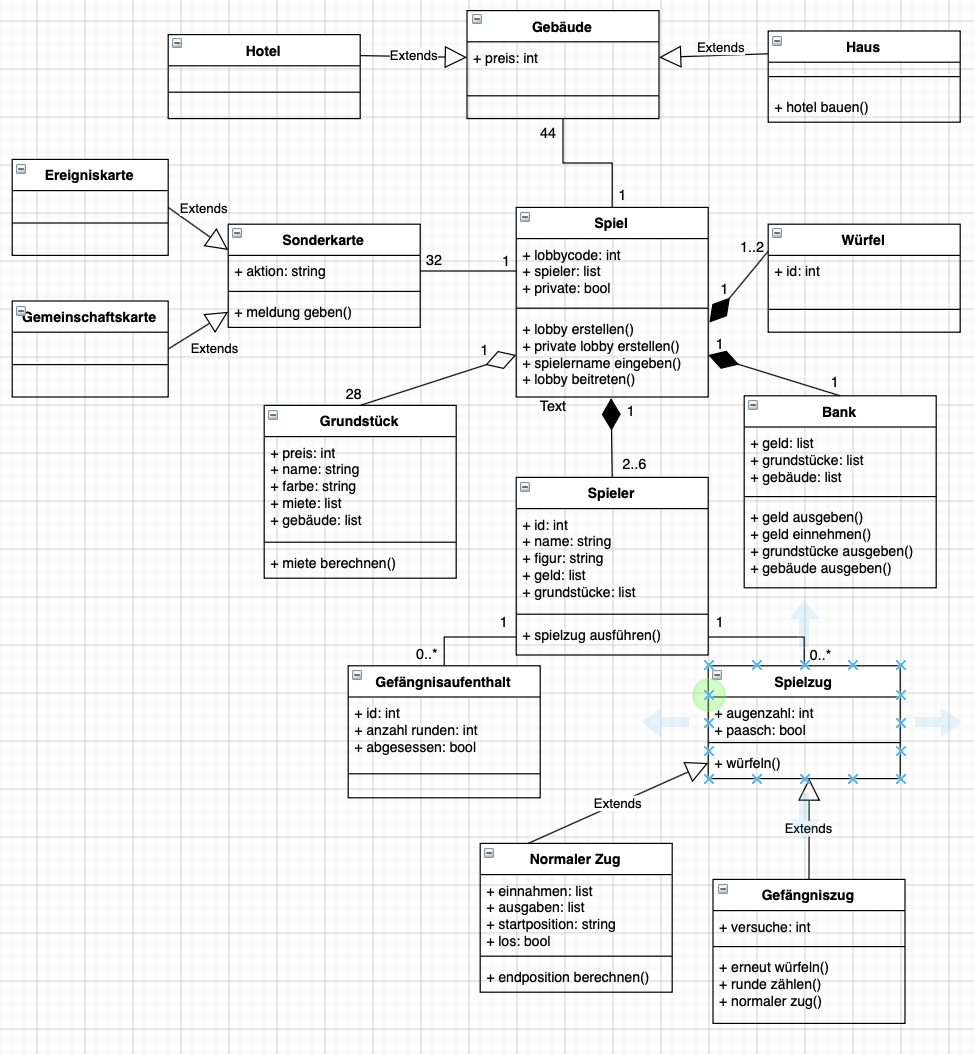 Gebäude
+ preis: int
Hotel
Extends
Extends
Haus
+ hotel bauen()
44
1
Ereigniskarte
Extends
Sonderkarte
+ aktion: string
+ meldung geben()
32
1
Gemeinschaftskarte
Extends
Spiel
+ lobbycode: int
+ spieler: list
+ private: bool
+ lobby erstellen()
+ private lobby erstellen()
+ spielername eingeben()
+ lobby beitreten()
Text
1..2
1
Würfel
+ id: int
1
28
Grundstück
+ preis: int
+ name: string
+ farbe: string
+ miete: list
+ gebäude: list
+ miete berechnen()
1
1
Bank
+ geld: list
+ grundstücke: list
+ gebäude: list
+ geld ausgeben()
+ geld einnehmen()
+ grundstücke ausgeben()
+ gebäude ausgeben()
1
2..6
Spieler
+ id: int
+ name: string
+ figur: string
+ geld: list
+ grundstücke: list
+ spielzug ausführen()
1
0..*
Gefängnisaufenthalt
+ id: int
+ anzahl runden: int
+ abgesessen: bool
1
0..*
Spielzug
+ augenzahl: int
+ paasch: bool
+ würfeln()
Extends
Extends
Normaler Zug
+ einnahmen: list
+ ausgaben: list
+ startposition: string
+ los: bool
+ endposition berechnen()
Gefängniszug
+ versuche: int
+ erneut würfeln()
+ runde zählen()
+ normaler zug()